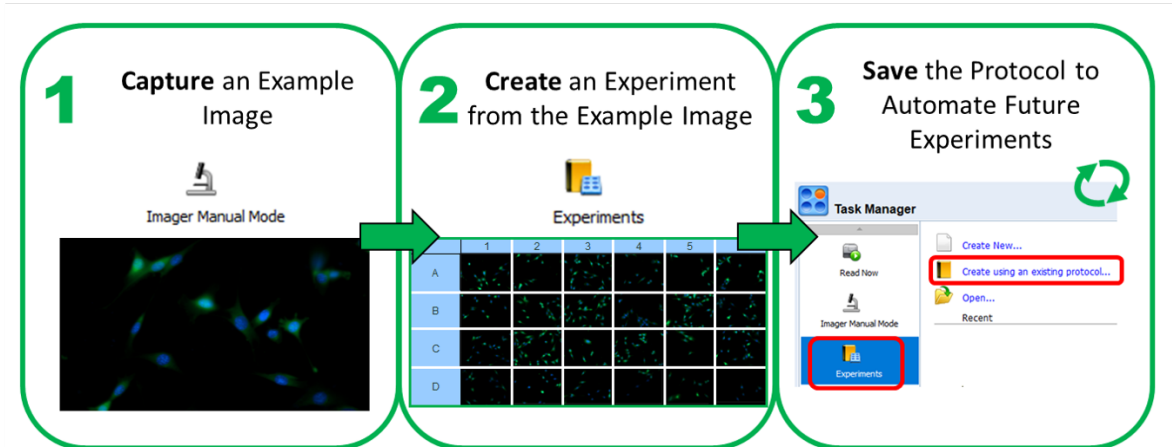 1
Capture an Example
Image
Imager Manual Mode
2
Create an Experiment
from the Example Image
Experiments
1 2 3 4 5
A
B
C
D
3
Save the Protocol to
Automate Future
Experiments
Task Manager
Read Now
Imager Manual Mode
Experiments
Create New...
Create using an existing protocol...
Open...
Recent